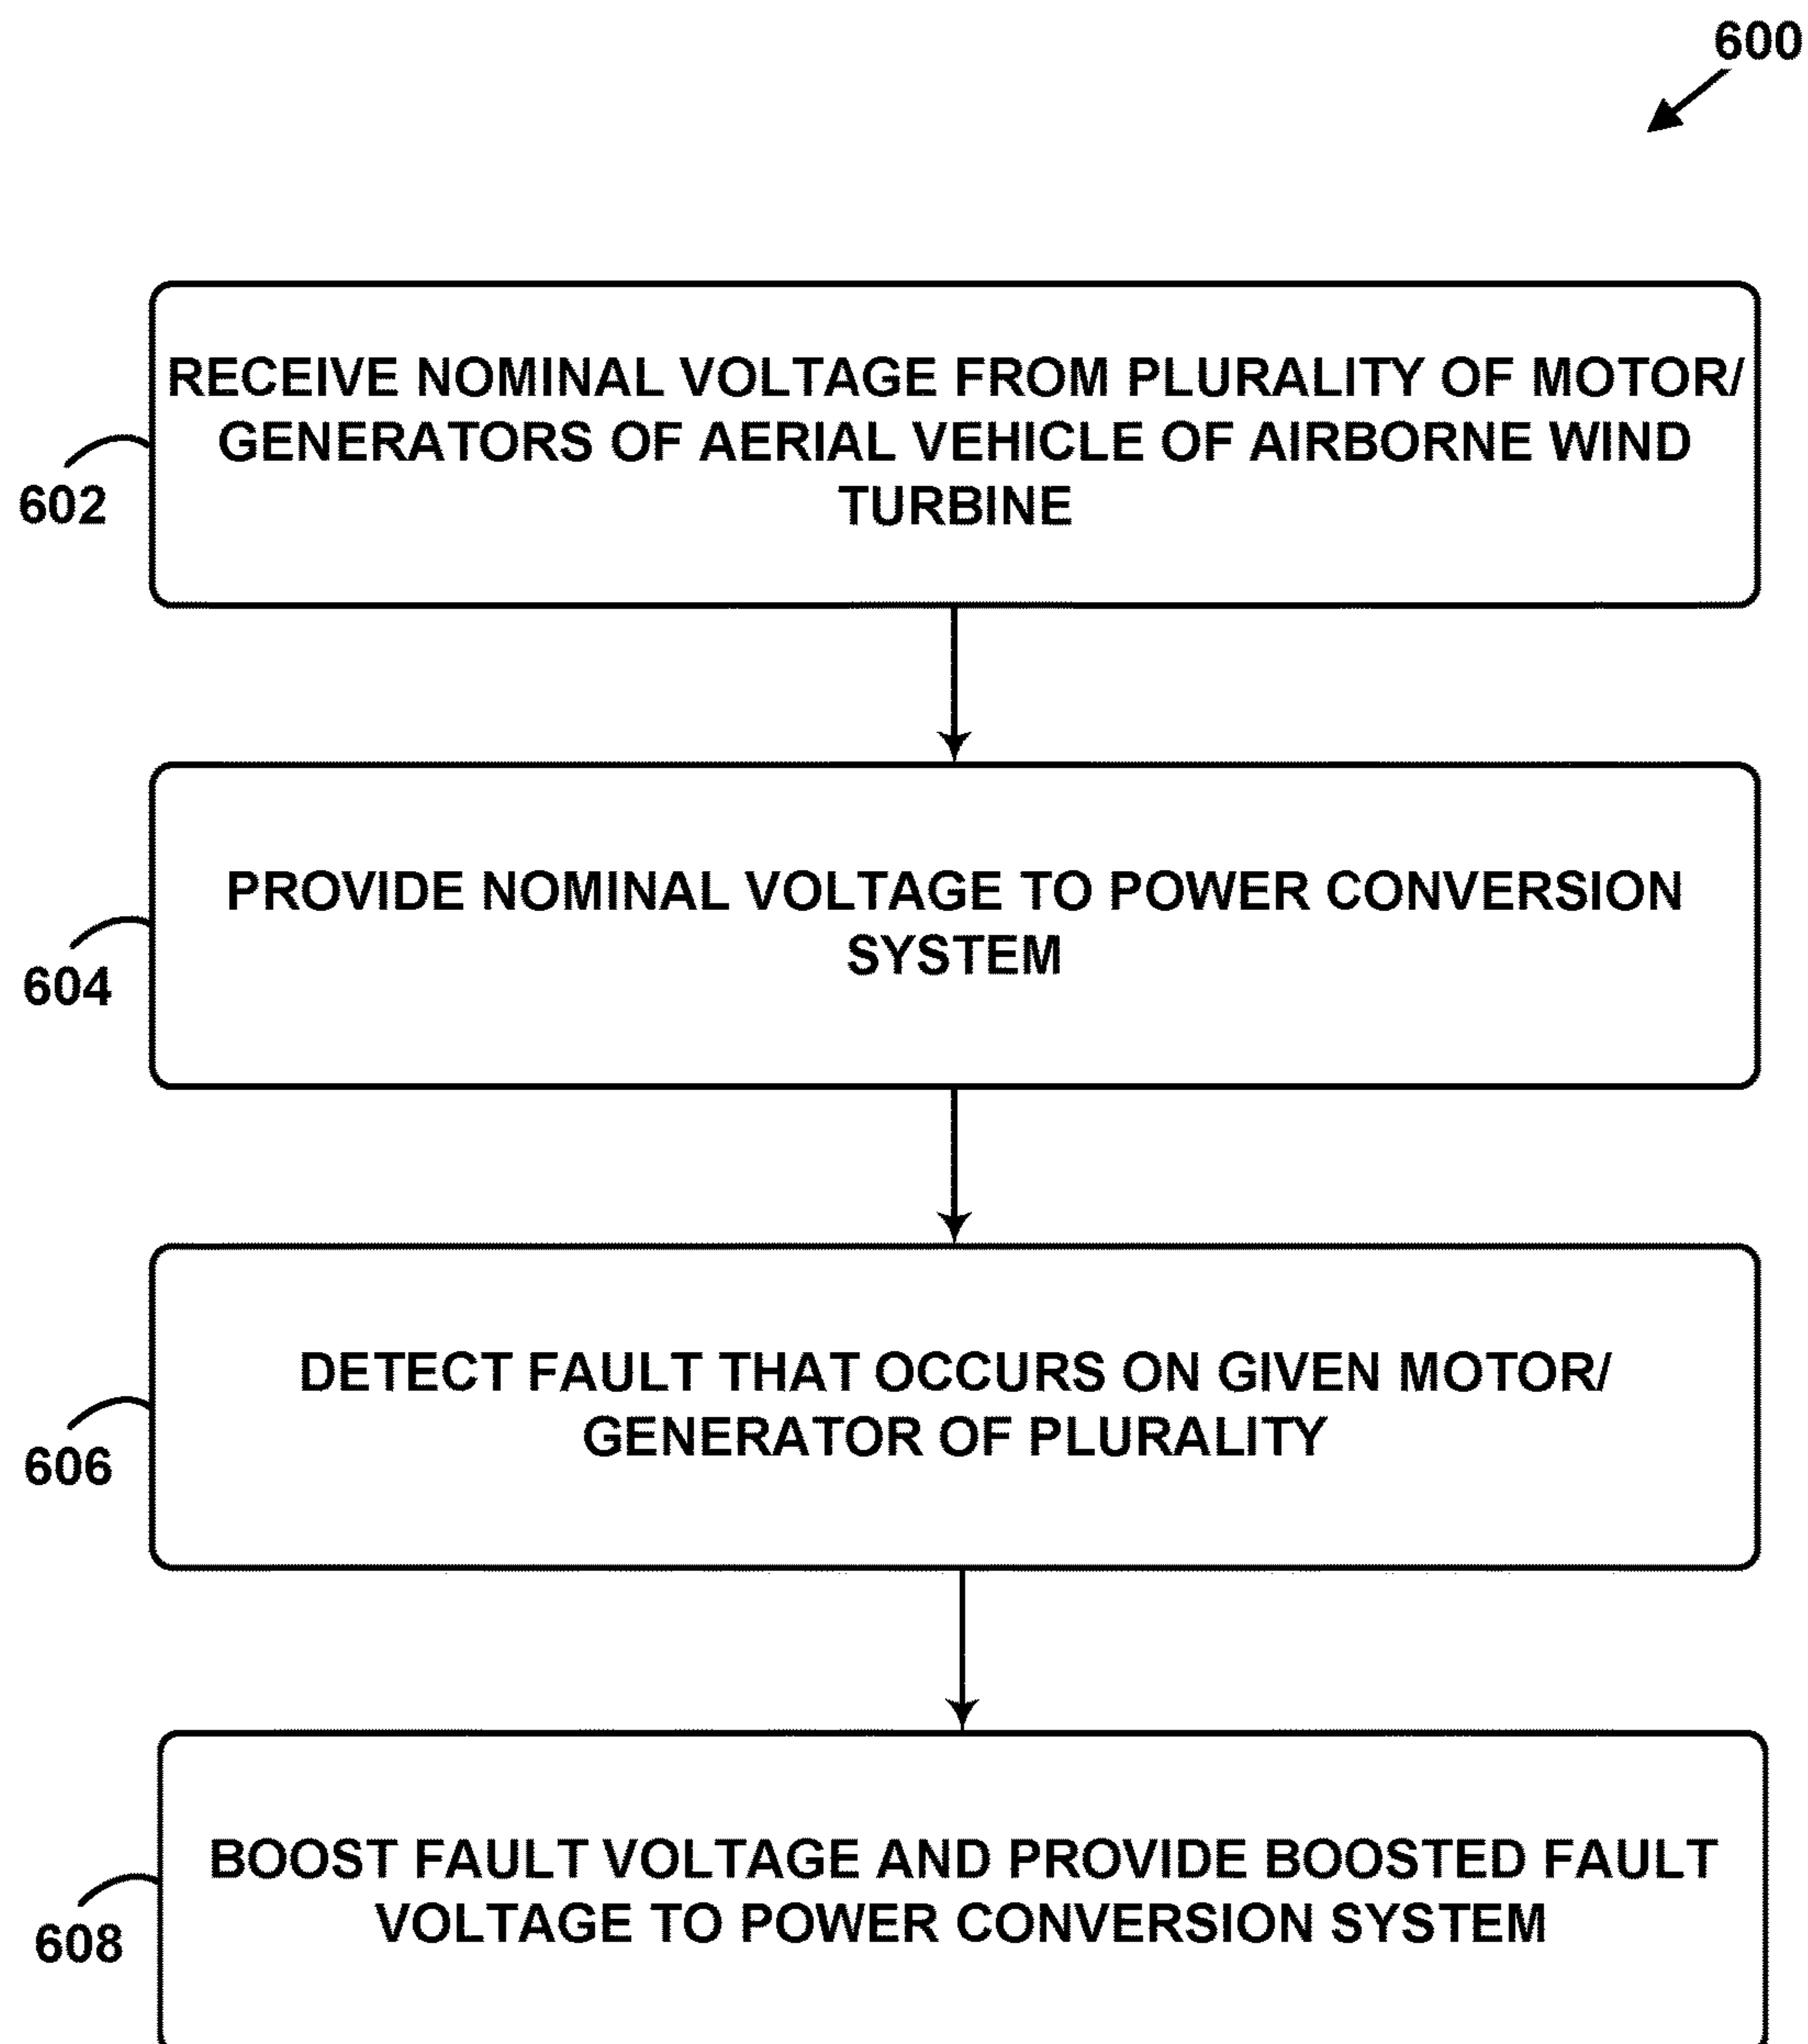 600
RECEIVE NOMINAL VOLTAGE FROM PLURALITY OF MOTOR/
GENERATORS OF AERIAL VEHICLE OF AIRBORNE WIND
TURBINE
602
PROVIDE NOMINAL VOLTAGE TO POWER CONVERSION
SYSTEM
604
DETECT FAULT THAT OCCURS ON GIVEN MOTOR/
GENERATOR OF PLURALITY
606
BOOST FAULT VOLTAGE AND PROVIDE BOOSTED FAULT
VOLTAGE TO POWER CONVERSION SYSTEM
608